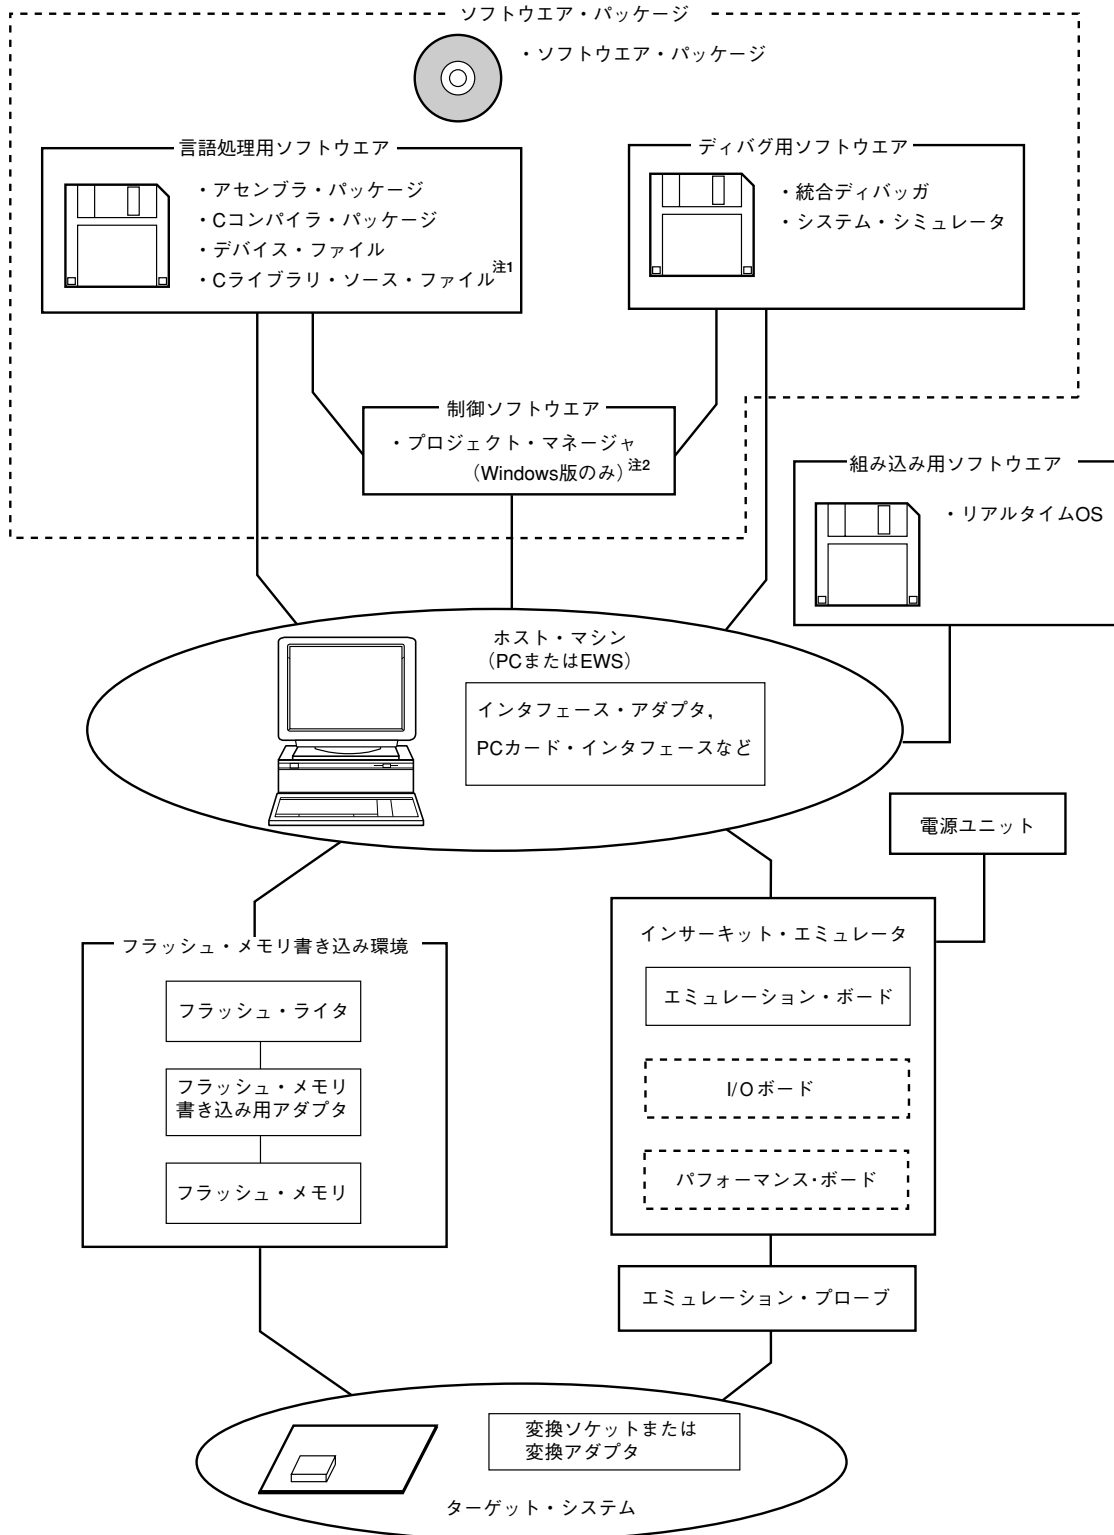 ソフトウエア・パッケージ
・ソフトウエア・パッケージ
言語処理用ソフトウエア
・アセンブラ・パッケージ
・Cコンパイラ・パッケージ
・デバイス・ファイル
・Cライブラリ・ソース・ファイル注1
ディバグ用ソフトウエア
・統合ディバッガ
・システム・シミュレータ
制御ソフトウエア
・プロジェクト・マネージャ
（Windows版のみ）注2
組み込み用ソフトウエア
・リアルタイムOS
ホスト・マシン
（PCまたはEWS）
インタフェース・アダプタ，
PCカード・インタフェースなど
電源ユニット
フラッシュ・メモリ書き込み環境
フラッシュ・ライタ
フラッシュ・メモリ
書き込み用アダプタ
フラッシュ・メモリ
インサーキット・エミュレータ
エミュレーション・ボード
I/Oボード
パフォーマンス・ボード
エミュレーション・プローブ
変換ソケットまたは
変換アダプタ
ターゲット・システム